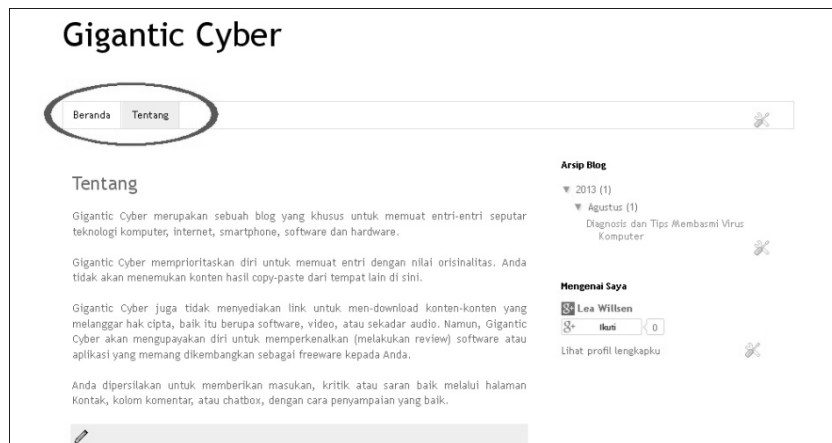 Gigantic Cyber
Beranda
Tentang
Tentang
Gigantic Cyber merupakan sebuah blog yang khusus untuk memuat entri-entri seputar
teknologi komputer, internet, smartphone, software dan hardware.
Gigantic Cyber memprioritaskan diri untuk memuat entri dengan nilai orisinalitas. Anda
tidak akan menemukan konten hasil copy-paste dari tempat lain di sini.
Gigantic Cyber juga tidak menyediakan link untuk men-download konten-konten yang
melanggar hak cipta, baik itu berupa software, video, atau sekadar audio. Namun, Gigantic
Cyber akan mengupayakan diri untuk memperkenalkan (melakukan review) software atau
aplikasi yang memang dikembangkan sebagai freeware kepada Anda.
Anda dipersilakan untuk memberikan masukan, kritik atau saran baik melalui halaman
Kontak, kolom komentar, atau chatbox, dengan cara penyampaian yang baik.
Arsip Blog
▼ 2013 (1)
▼ Agustus (1)
Diagnosis dan Tips Membasmi Virus
Komputer
Mengenai Saya
g+ Lea Willsen
g+ Ikuti 0
Lihat profil lengkapku